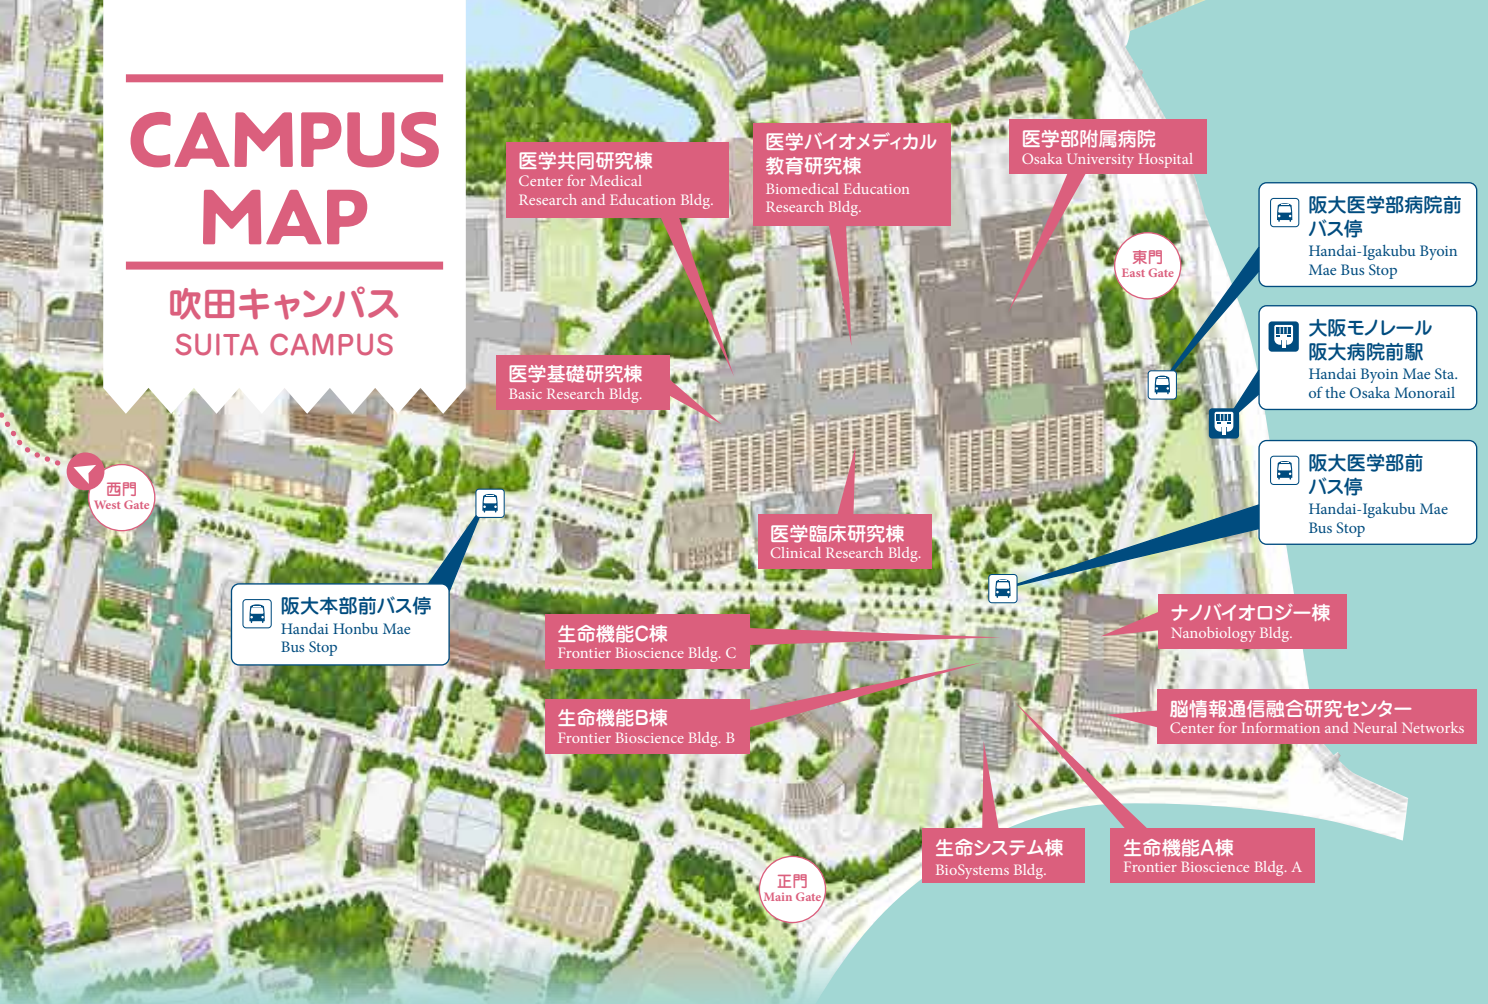 CAMPUS
MAP
吹田キャンパス
SUITA CAMPUS
医学共同研究棟
Center for Medical
Research and Education Bldg.
医学バイオメディカル
教育研究棟
Biomedical Education
Research Bldg.
医学部附属病院
Osaka University Hospital
阪大医学部病院前
バス停
Handai-Igakubu Byoin
Mae Bus Stop
東門
East Gate
大阪モノレール
阪大病院前駅
Handai Byoin Mae Sta.
of the Osaka Monorail
医学基礎研究棟
Basic Research Bldg.
阪大医学部前
バス停
Handai-Igakubu Mae
Bus Stop
西門
West Gate
医学臨床研究棟
Clinical Research Bldg.
阪大本部前バス停
Handai Honbu Mae
Bus Stop
生命機能C棟
Frontier Bioscience Bldg. C
ナノバイオロジー棟
Nanobiology Bldg.
生命機能B棟
Frontier Bioscience Bldg. B
脳情報通信融合研究センター
Center for Information and Neural Networks
生命システム棟
BioSystems Bldg.
生命機能A棟
Frontier Bioscience Bldg. A
正門
Main Gate